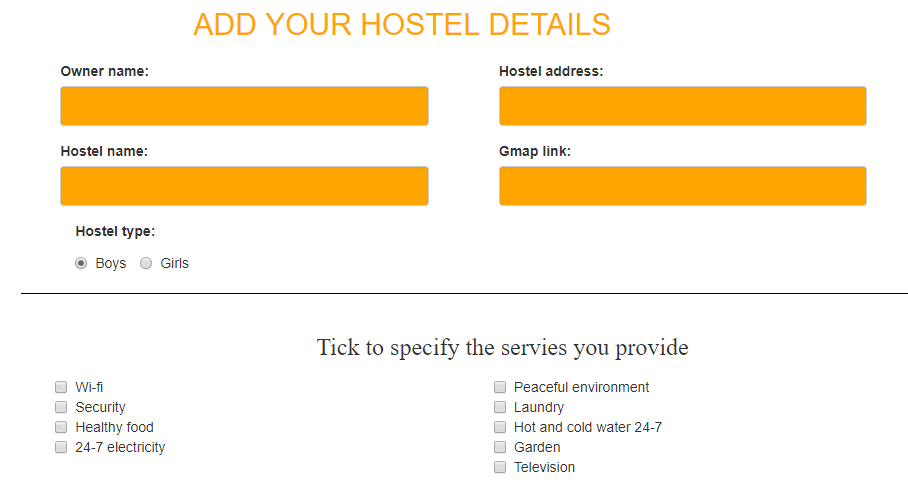 ADD YOUR HOSTEL DETAILS
Owner name:
Hostel address:
Hostel name:
Gmap link:
Hostel type:
Boys Girls
Tick to specify the servies you provide
Wi-fi
Security
Healthy food
24-7 electricity
Peaceful environment
Laundry
Hot and cold water 24-7
Garden
Television